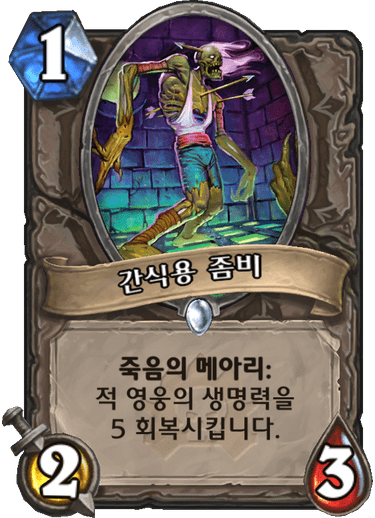 1
간식용 좀비
죽음의 메아리:
적 영웅의 생명력을
5 회복시킵니다.
2
3